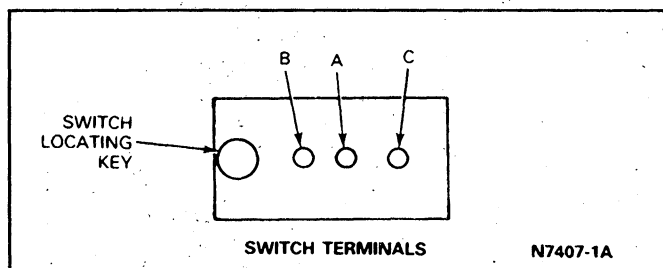 B A C
SWITCH
LOCATING
KEY
SWITCH TERMINALS
N7407-1A